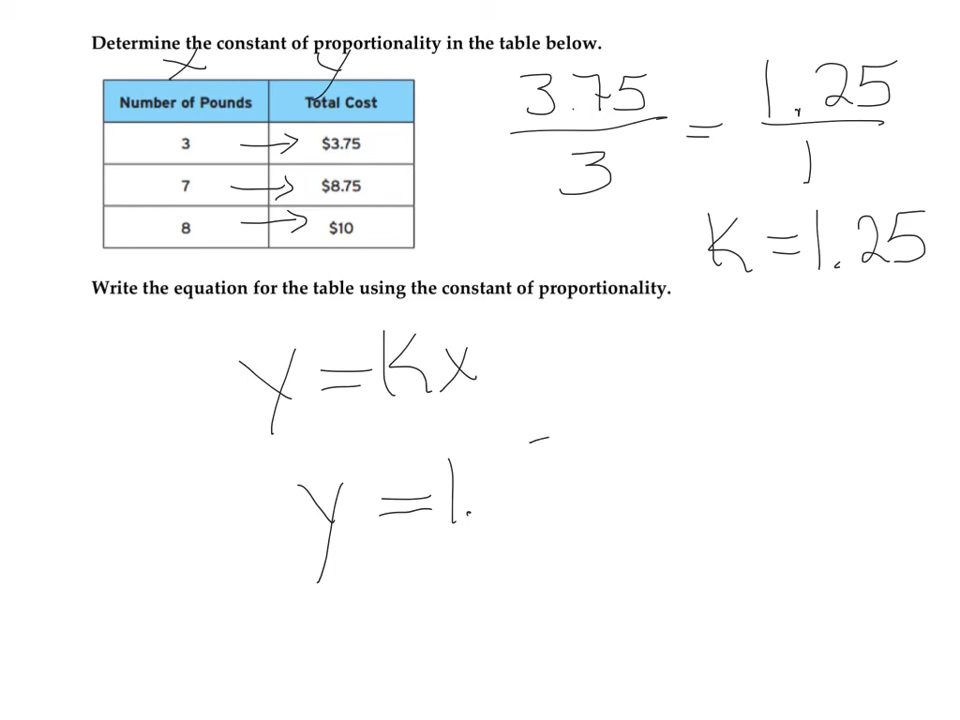 Determine the constant of proportionality in the table below.
x y
Number of Pounds Total Cost
3 → $3.75
7 → $8.75
8 → $10
3.75/3 = 1.25/1
K = 1.25
Write the equation for the table using the constant of proportionality.
y = Kx
y = 1.